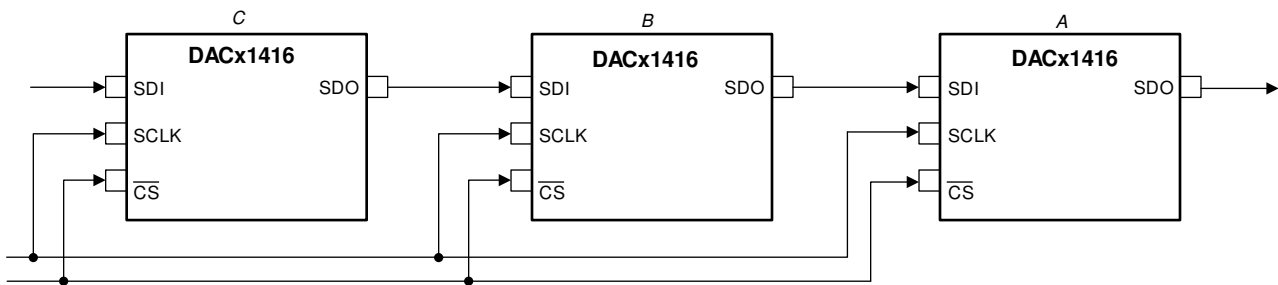 C
DACx1416
SDI
SDO
SCLK
CS
B
DACx1416
SDI
SDO
SCLK
CS
A
DACx1416
SDI
SDO
SCLK
CS